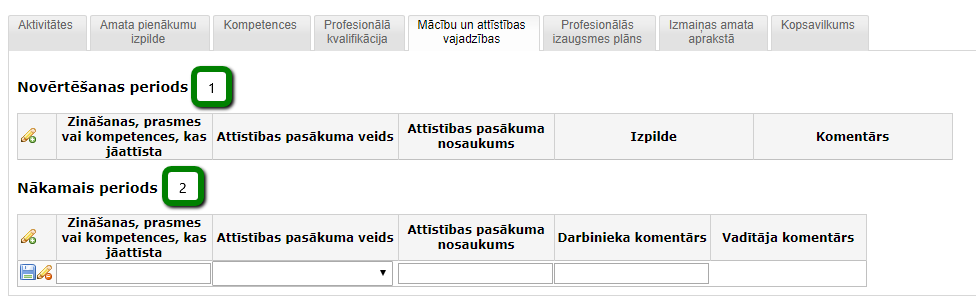 Aktivitātes
Amata pienākumu
izpilde
Kompetences
Profesionālā
kvalifikācija
Mācību un attīstības
vajadzības
Profesionālās
izaugsmes plāns
Izmaiņas amata
aprakstā
Kopsavilkums
Novērtēšanas periods 1
Zināšanas, prasmes
vai kompetences, kas
jāattīsta
Attīstības pasākuma veids
Attīstības pasākuma
nosaukums
Izpilde
Komentārs
Nākamais periods 2
Zināšanas, prasmes
vai kompetences, kas
jāattīsta
Attīstības pasākuma veids
Attīstības pasākuma
nosaukums
Darbinieka komentārs
Vadītāja komentārs